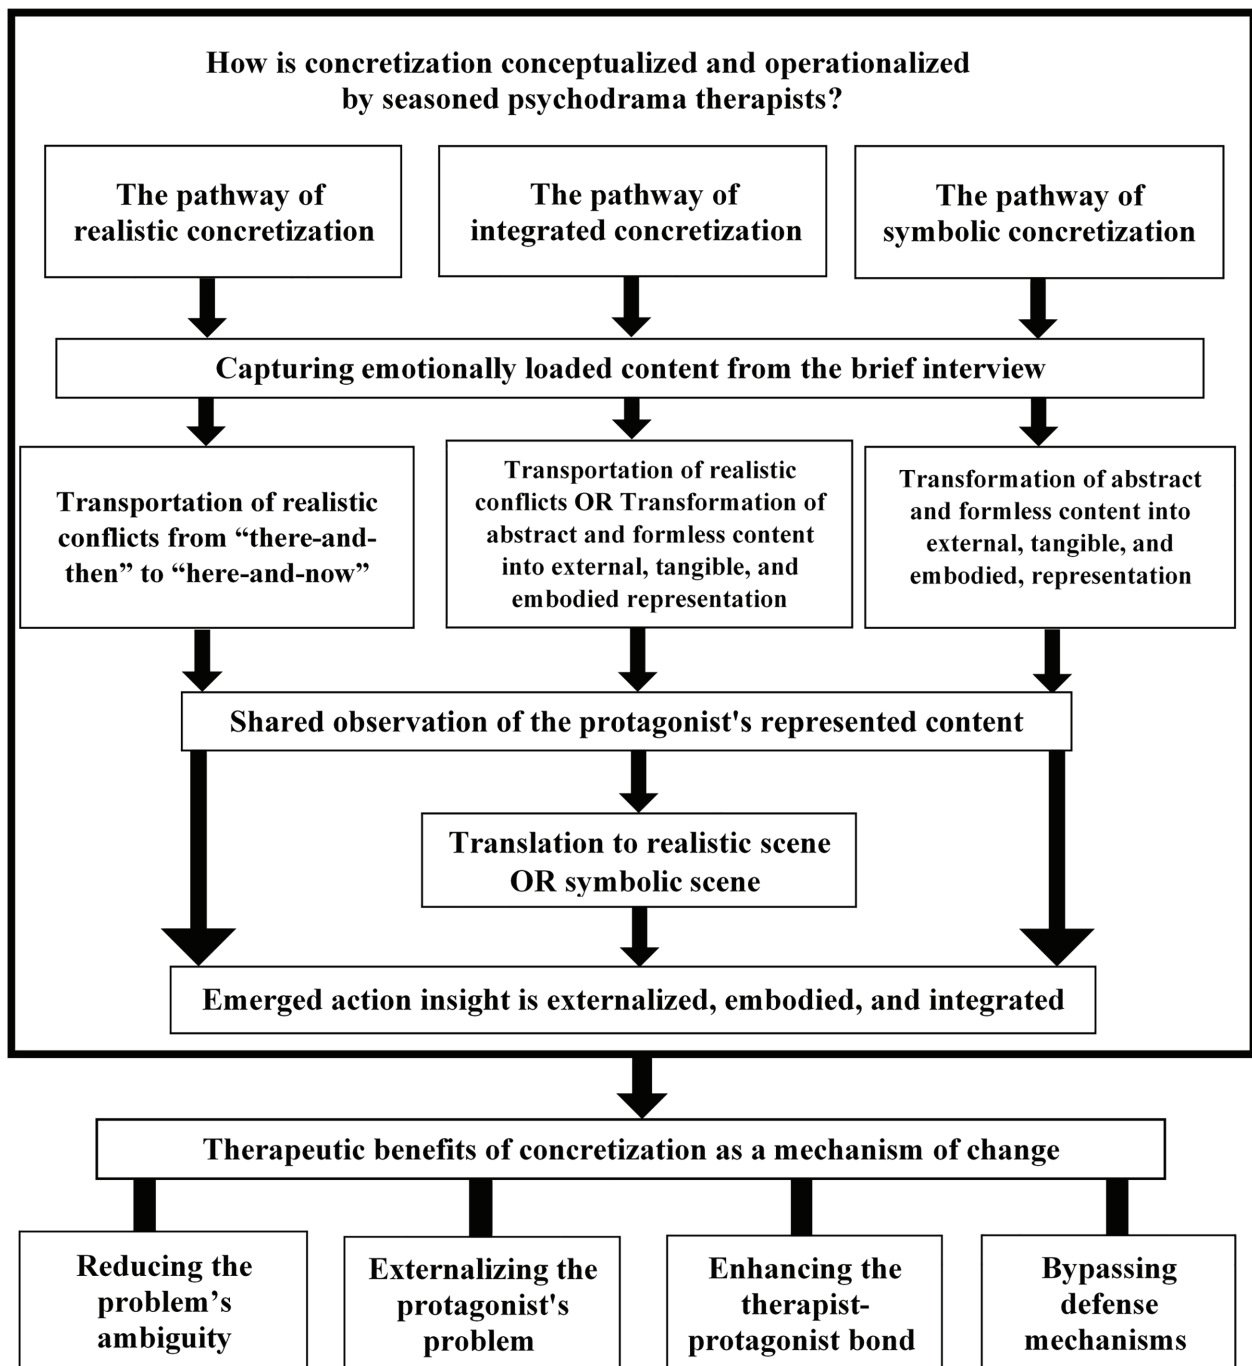 How is concretization conceptualized and operationalized
by seasoned psychodrama therapists?
The pathway of
realistic concretization
The pathway of
integrated concretization
The pathway of
symbolic concretization
Capturing emotionally loaded content from the brief interview
Transportation of realistic
conflicts from “there-and-
then” to “here-and-now”
Transportation of realistic
conflicts OR Transformation of
abstract and formless content
into external, tangible, and
embodied representation
Transformation of abstract
and formless content into
external, tangible, and
embodied, representation
Shared observation of the protagonist's represented content
Translation to realistic scene
OR symbolic scene
Emerged action insight is externalized, embodied, and integrated
Therapeutic benefits of concretization as a mechanism of change
Reducing the
problem’s
ambiguity
Externalizing the
protagonist's
problem
Enhancing the
therapist-
protagonist bond
Bypassing
defense
mechanisms